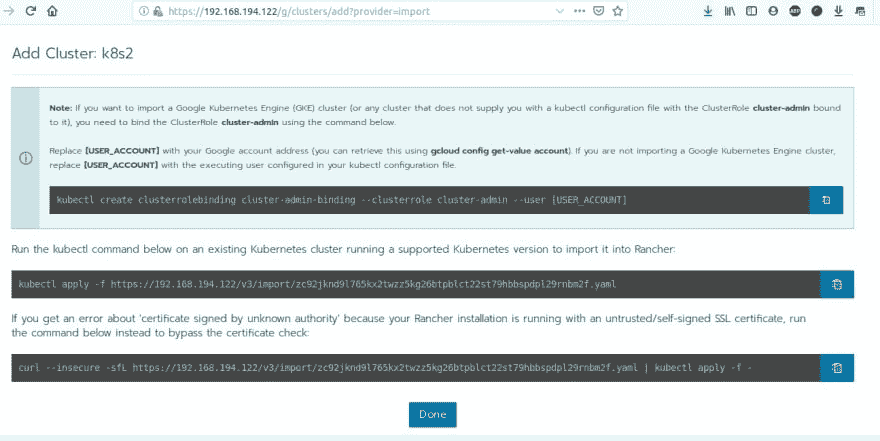 https://192.168.194.122/g/clusters/add?provider=import
Add Cluster: k8s2
Note: If you want to import a Google Kubernetes Engine (GKE) cluster (or any cluster that does not supply you with a kubectl configuration file with the ClusterRole cluster-admin bound
to it), you need to bind the ClusterRole cluster-admin using the command below.
Replace [USER_ACCOUNT] with your Google account address (you can retrieve this using gcloud config get-value account). If you are not importing a Google Kubernetes Engine cluster,
replace [USER_ACCOUNT] with the executing user configured in your kubectl configuration file.
kubectl create clusterrolebinding cluster-admin-binding --clusterrole cluster-admin --user [USER_ACCOUNT]
Run the kubectl command below on an existing Kubernetes cluster running a supported Kubernetes version to import it into Rancher:
kubectl apply -f https://192.168.194.122/v3/import/zc92jknd9l765kx2twzz5kg26btpblct22st79hbbspdpl29rnbm2f.yaml
If you get an error about 'certificate signed by unknown authority' because your Rancher installation is running with an untrusted/self-signed SSL certificate, run
the command below instead to bypass the certificate check:
curl --insecure -sfL https://192.168.194.122/v3/import/zc92jknd9l765kx2twzz5kg26btpblct22st79hbbspdpl29rnbm2f.yaml | kubectl apply -f -
Done